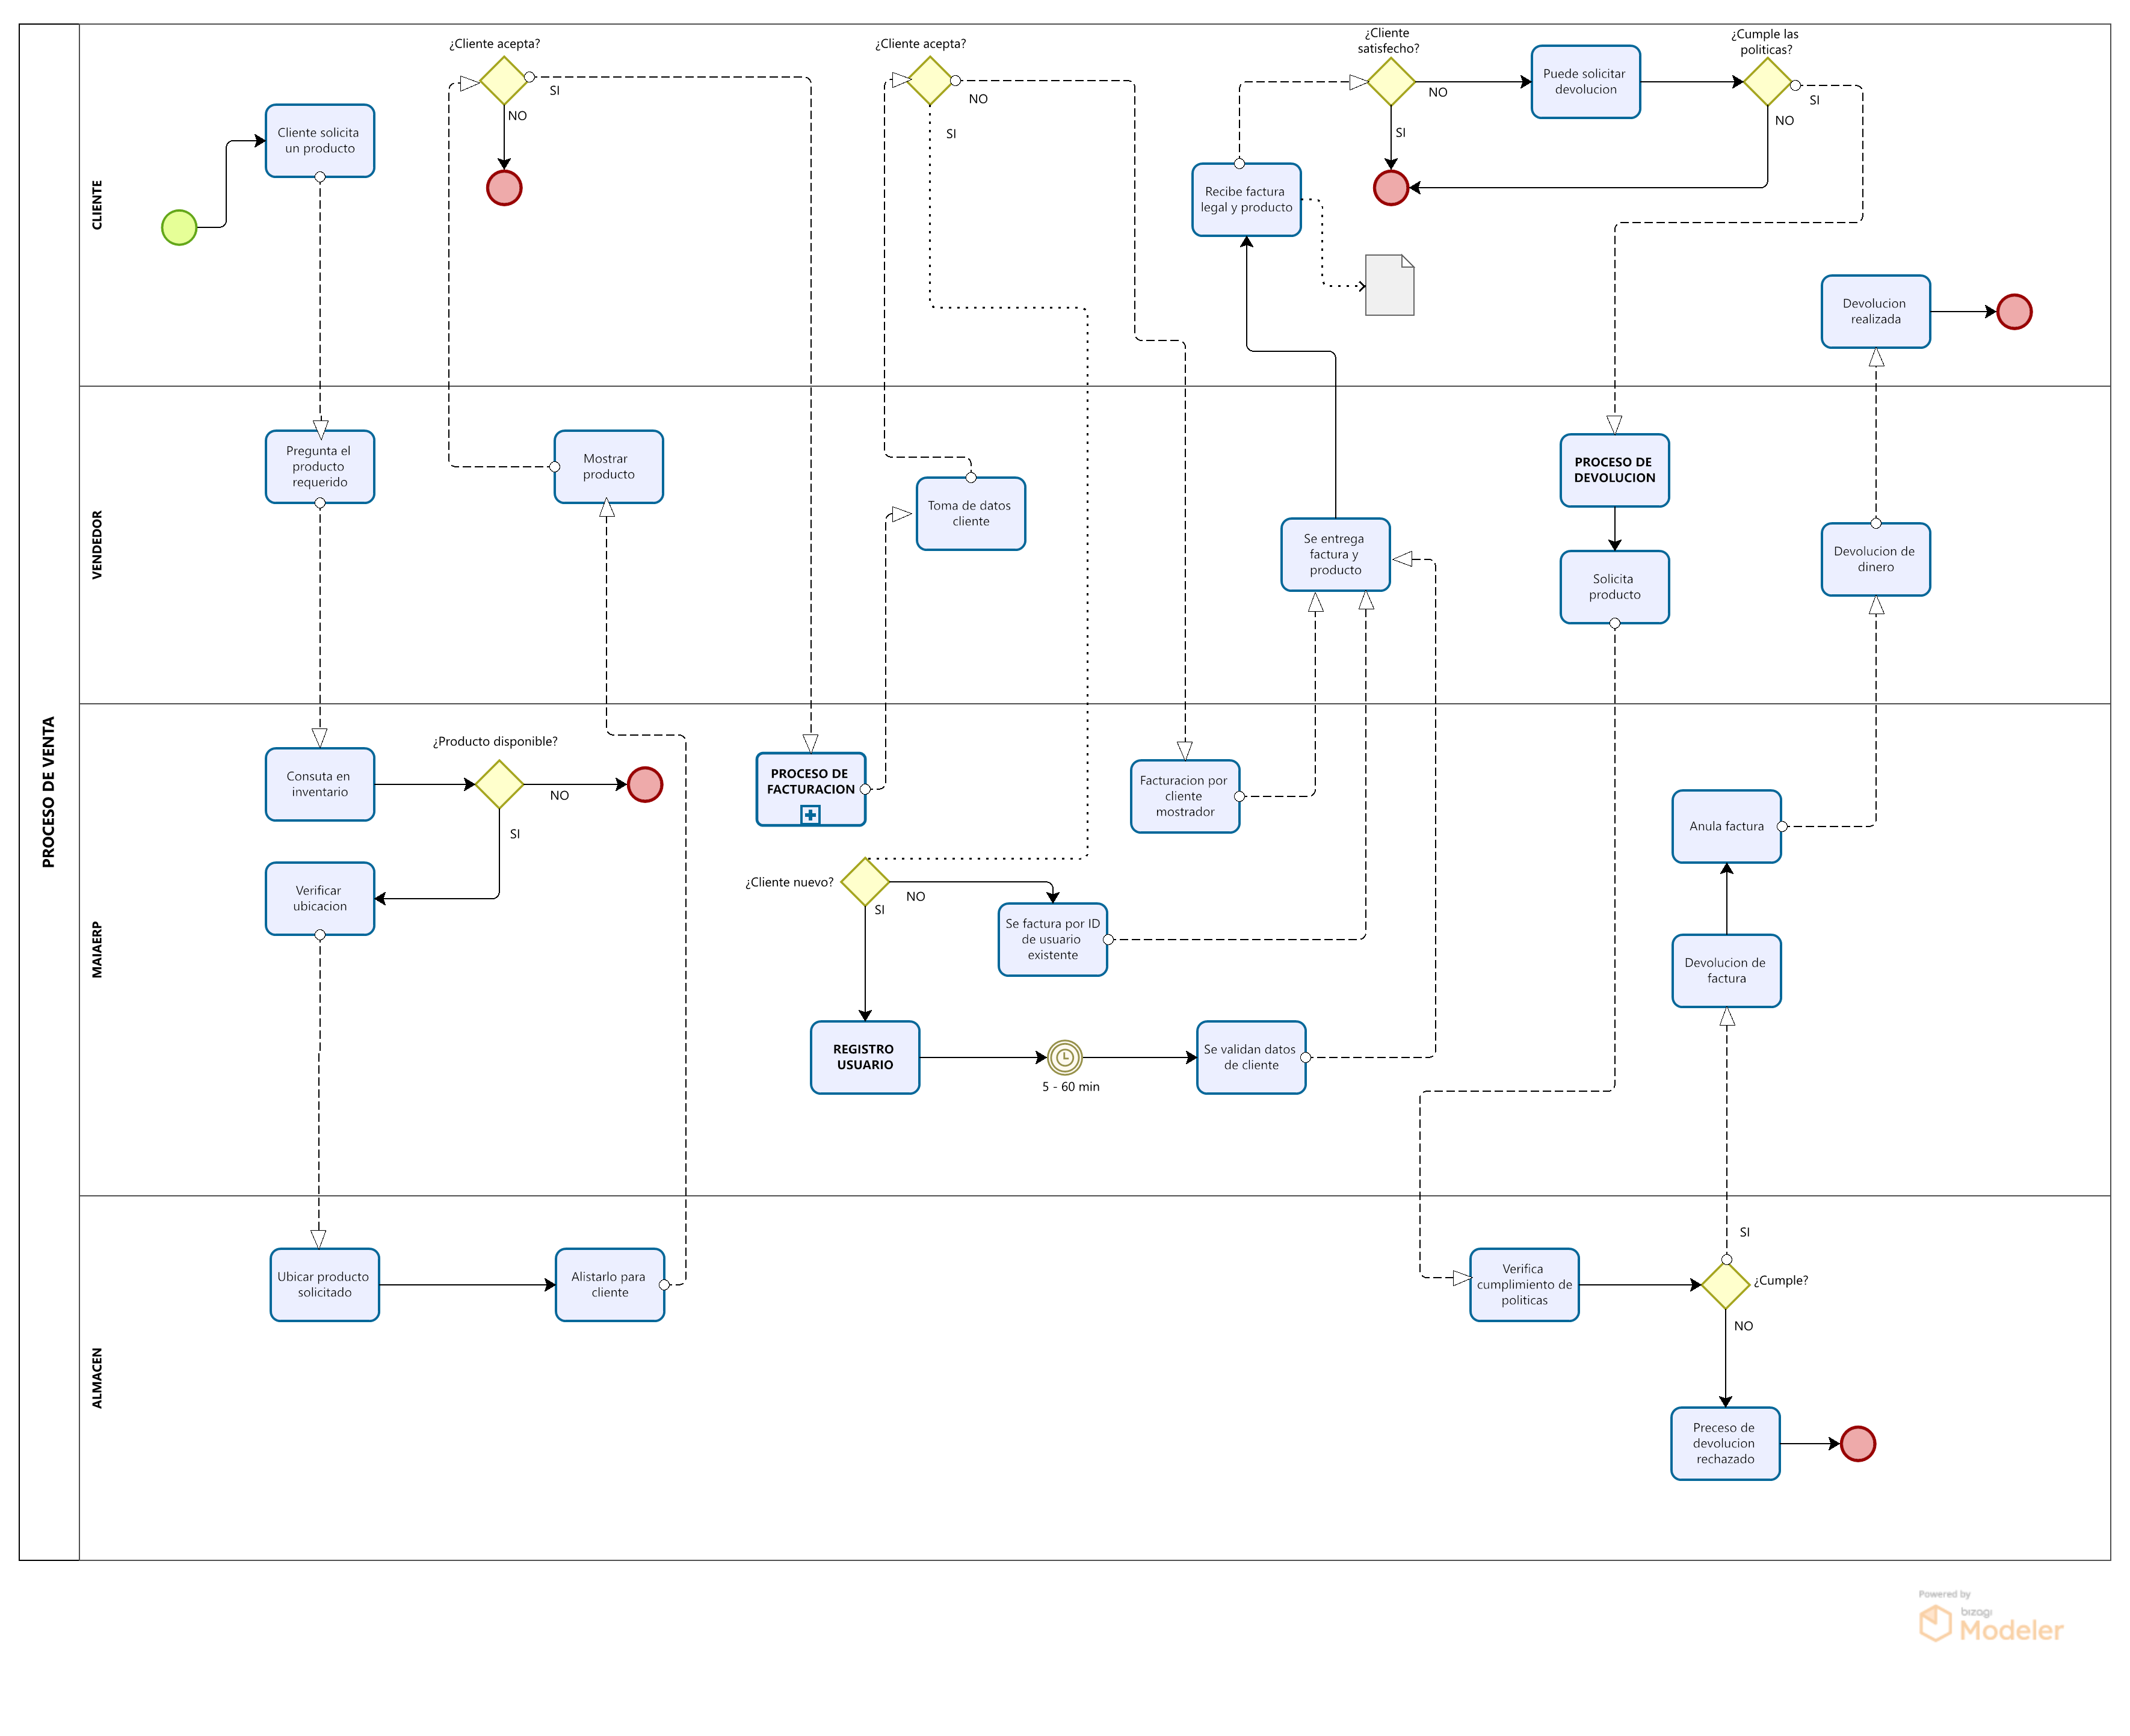 PROCESO DE VENTA
CLIENTE
¿Cliente acepta?
SI
NO
Cliente solicita
un producto
¿Cliente acepta?
NO
SI
¿Cliente
satisfecho?
NO
SI
Puede solicitar
devolucion
¿Cumple las
politicas?
SI
NO
Recibe factura
legal y producto
Devolucion
realizada
VENDEDOR
Pregunta el
producto
requerido
Mostrar
producto
Toma de datos
cliente
Se entrega
factura y
producto
PROCESO DE
DEVOLUCION
Solicita
producto
Devolucion de
dinero
MAIAERP
Consuta en
inventario
¿Producto disponible?
NO
SI
Verificar
ubicacion
PROCESO DE
FACTURACION
Facturacion por
cliente
mostrador
¿Cliente nuevo?
NO
SI
Se factura por ID
de usuario
existente
REGISTRO
USUARIO
5 - 60 min
Se validan datos
de cliente
Anula factura
Devolucion de
factura
ALMACEN
Ubicar producto
solicitado
Alistarlo para
cliente
Verifica
cumplimiento de
politicas
SI
¿Cumple?
NO
Preceso de
devolucion
rechazado
Powered by
bizagi
Modeler